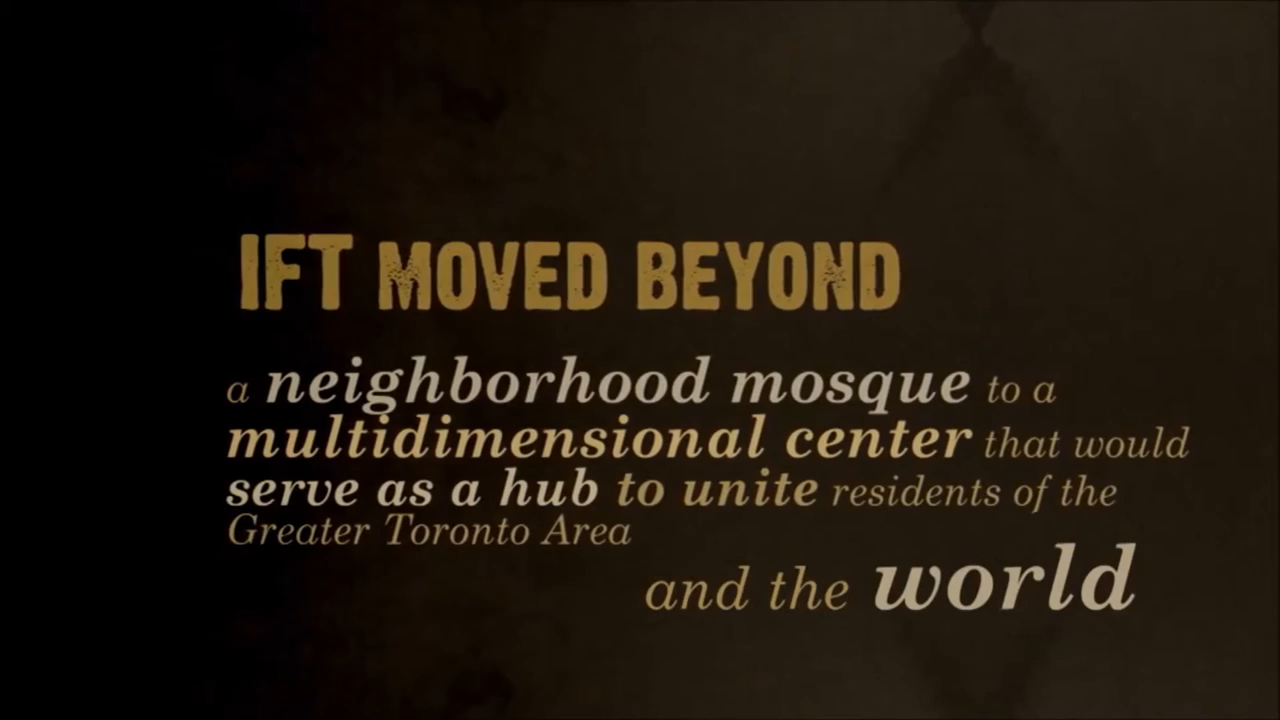 IFT MOVED BEYOND
a neighborhood mosque to a
multidimensional center that would
serve as a hub to unite residents of the
Greater Toronto Area
and the world